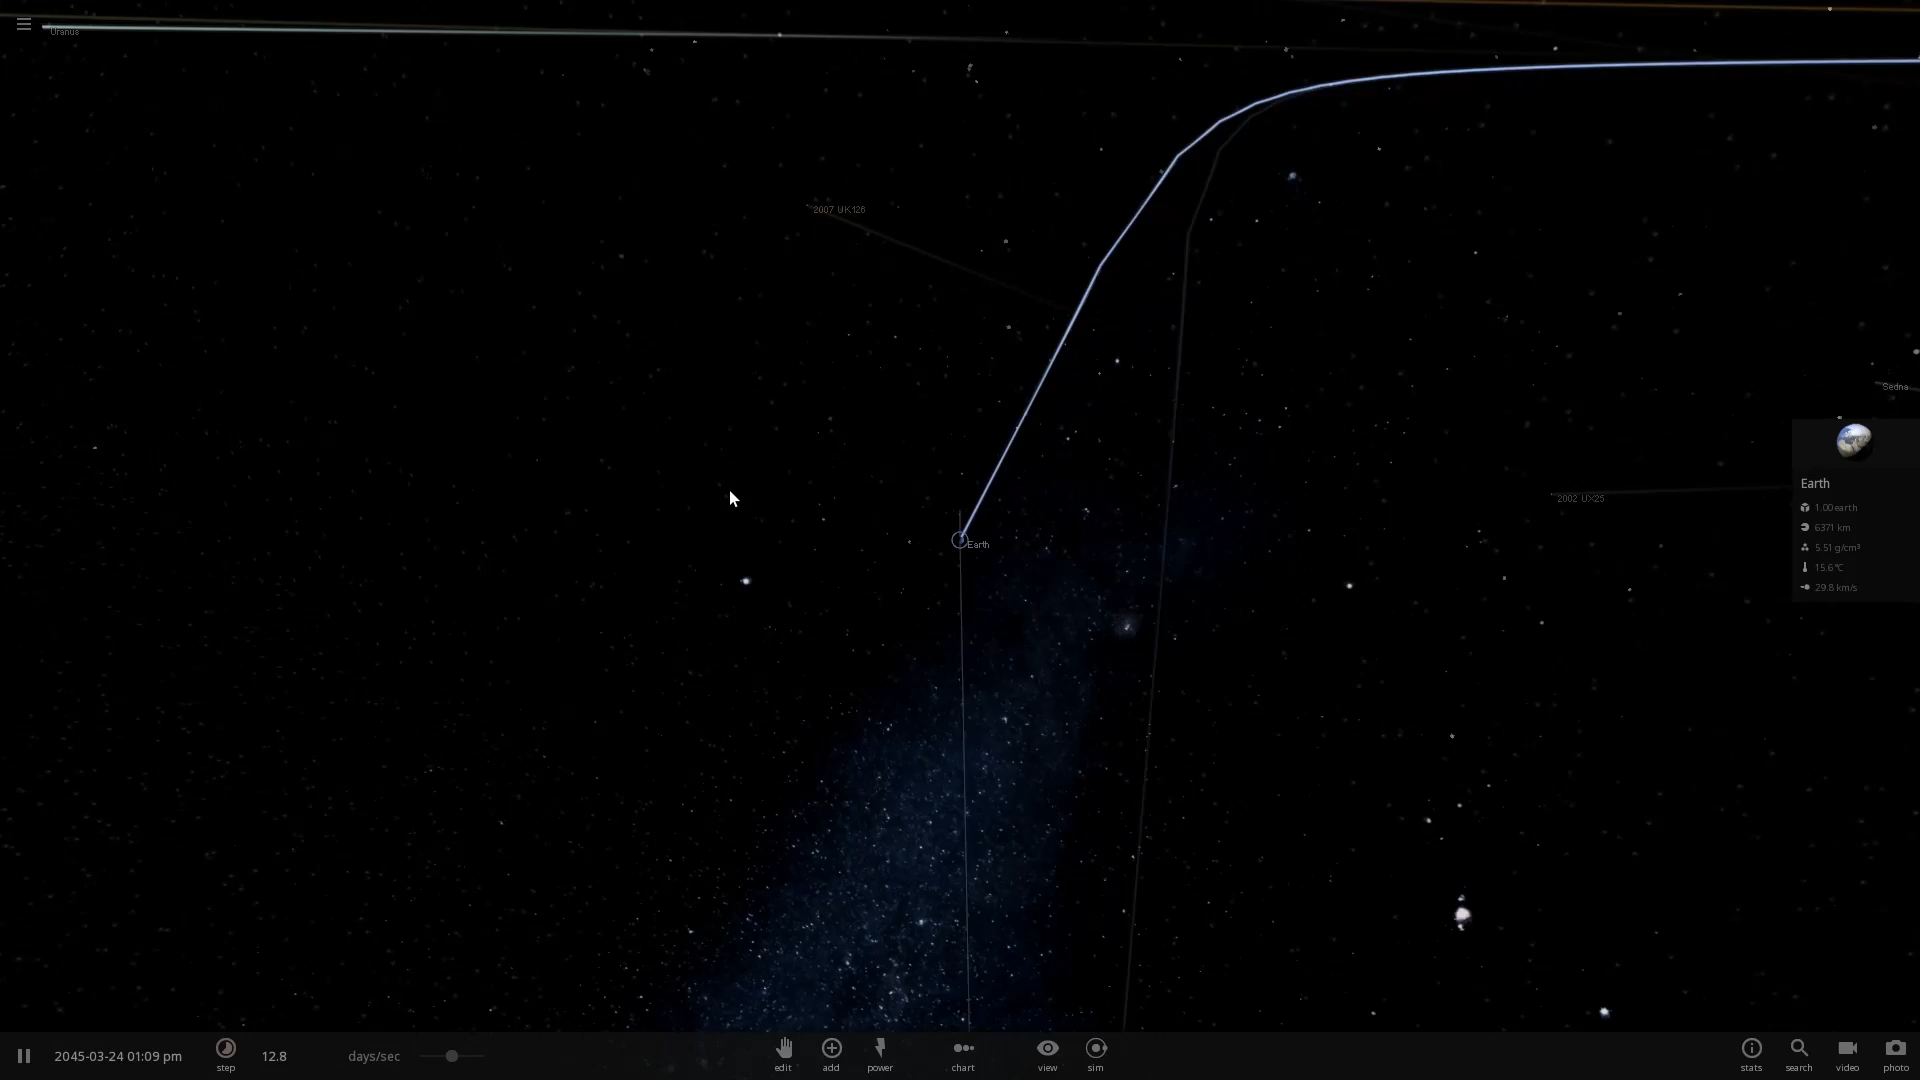 Uranus
2007 UK126
Sedna
Earth
2002 UX25
Earth
1.00 earth
6371 km
5.51 g/cm³
15.6 °C
29.8 km/s
2045-03-24 01:09 pm
step
12.8
days/sec
edit
add
power
chart
view
sim
stats
search
video
photo